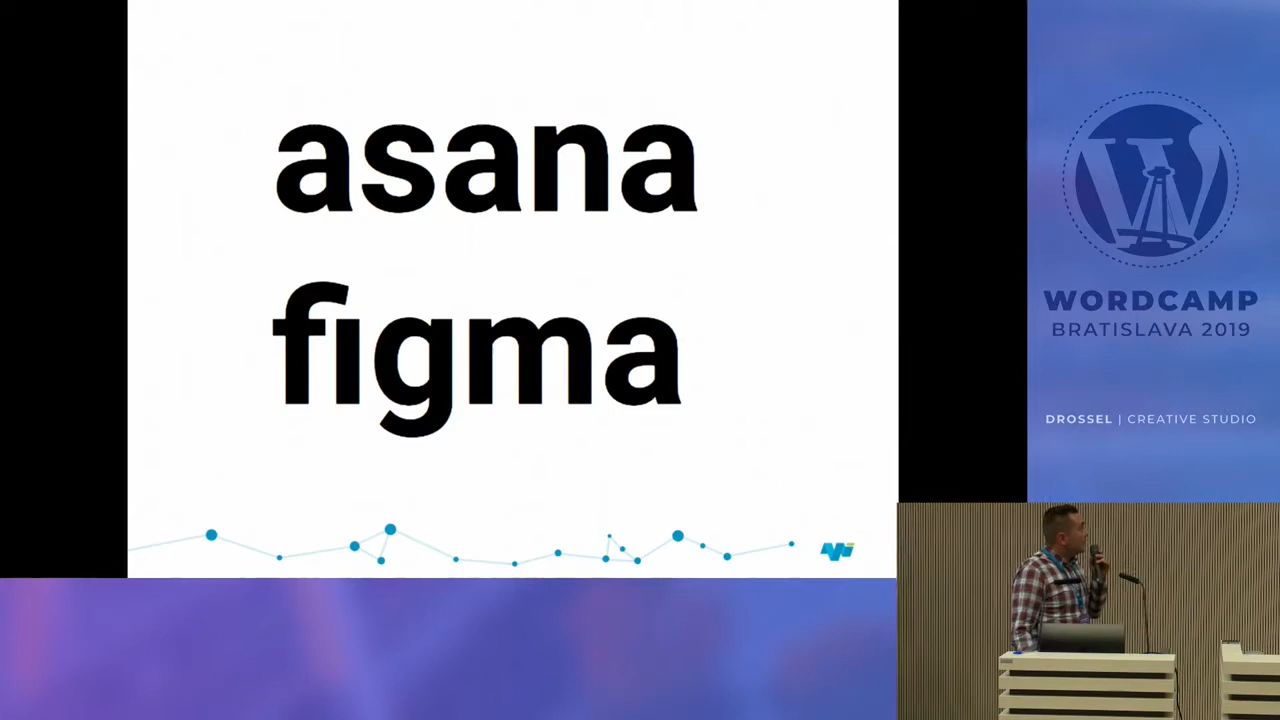 asana
figma
WORDCAMP
BRATISLAVA 2019
DROSSEL | CREATIVE STUDIO